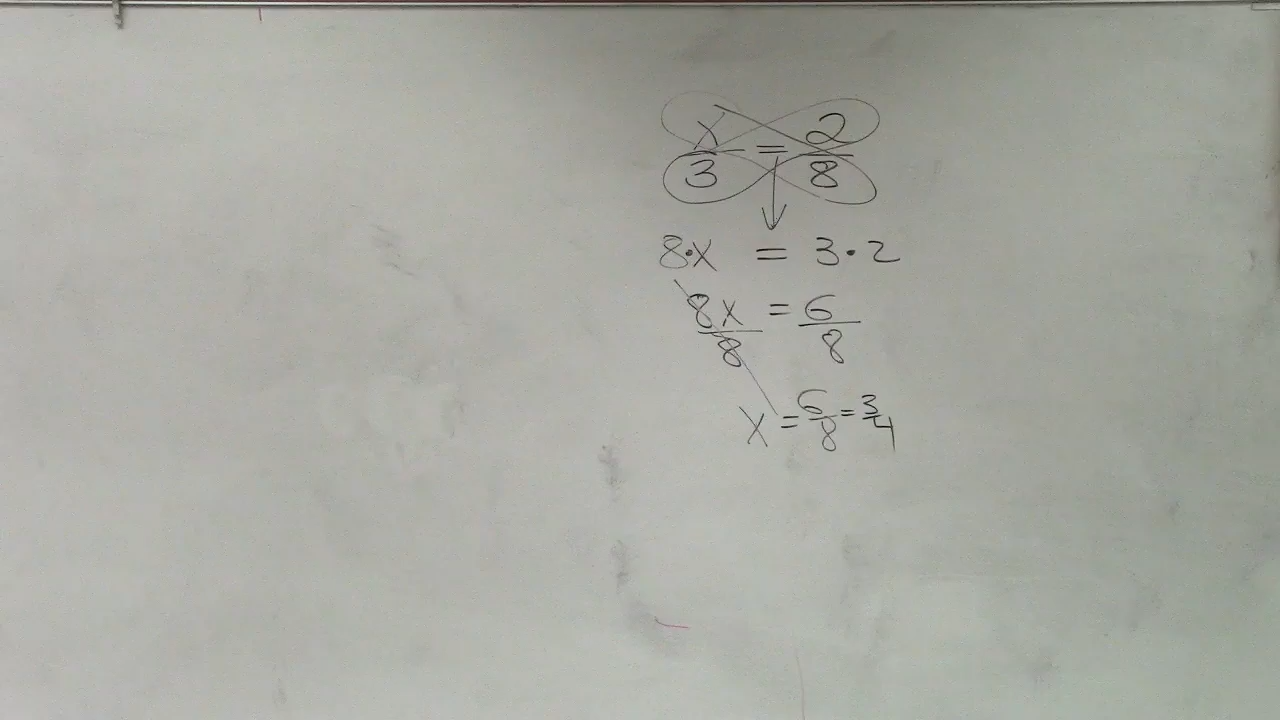 x/3 = 2/8
8·x = 3·2
8x/8 = 6/8
x = 6/8 = 3/4